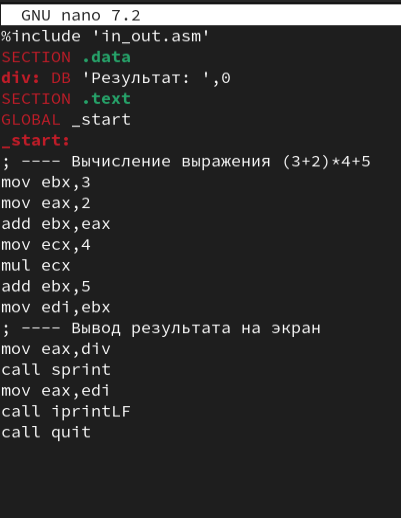 GNU nano 7.2
%include 'in_out.asm'
SECTION .data
div: DB 'Результат: ',0
SECTION .text
GLOBAL _start
_start:
; ---- Вычисление выражения (3+2)*4+5
mov ebx,3
mov eax,2
add ebx,eax
mov ecx,4
mul ecx
add ebx,5
mov edi,ebx
; ---- Вывод результата на экран
mov eax,div
call sprint
mov eax,edi
call iprintLF
call quit